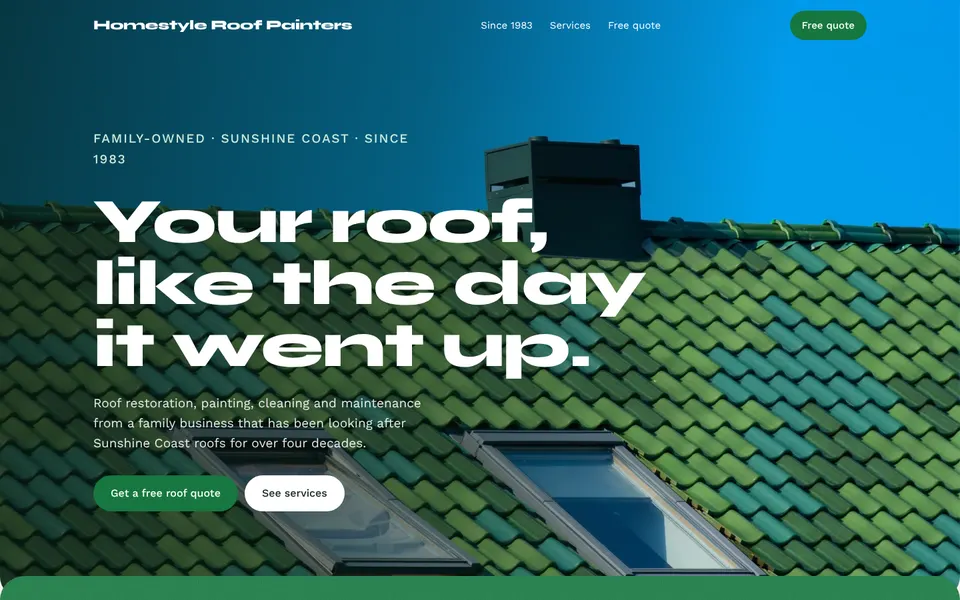 Homestyle Roof Painters
Since 1983
Services
Free quote
Free quote
FAMILY-OWNED · SUNSHINE COAST · SINCE
1983
Your roof,
like the day
it went up.
Roof restoration, painting, cleaning and maintenance
from a family business that has been looking after
Sunshine Coast roofs for over four decades.
Get a free roof quote
See services